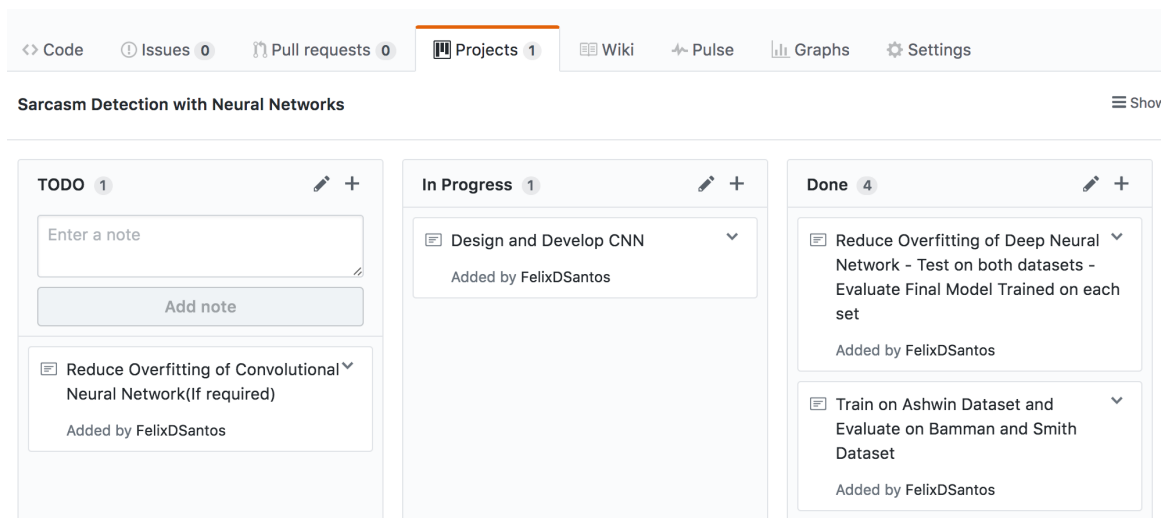 Code Issues 0 Pull requests 0 Projects 1 Wiki Pulse Graphs Settings
Sarcasm Detection with Neural Networks
Show
TODO 1
Enter a note
Add note
Reduce Overfitting of Convolutional
Neural Network(If required)
Added by FelixDSantos
In Progress 1
Design and Develop CNN
Added by FelixDSantos
Done 4
Reduce Overfitting of Deep Neural
Network - Test on both datasets -
Evaluate Final Model Trained on each
set
Added by FelixDSantos
Train on Ashwin Dataset and
Evaluate on Bamman and Smith
Dataset
Added by FelixDSantos